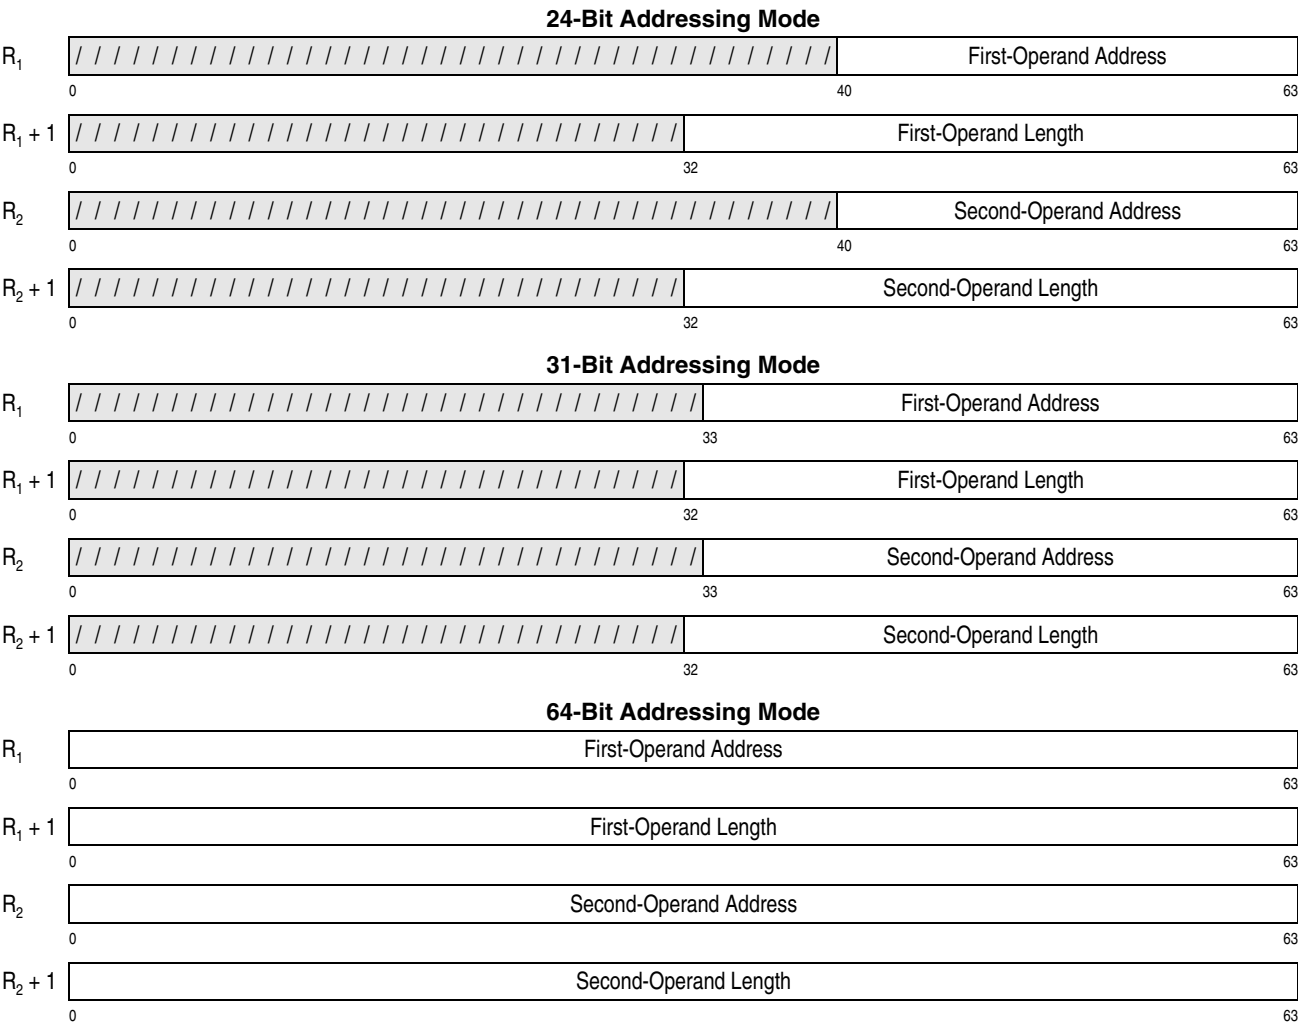 24-Bit Addressing Mode
R₁ / / / / / / / / / / / / / / / / / / / / / / / / / / / / / / / / / / / / / / / / First-Operand Address
0 40 63
R₁ + 1 / / / / / / / / / / / / / / / / / / / / / / / / / / / / / / / / First-Operand Length
0 32 63
R₂ / / / / / / / / / / / / / / / / / / / / / / / / / / / / / / / / / / / / / / / / Second-Operand Address
0 40 63
R₂ + 1 / / / / / / / / / / / / / / / / / / / / / / / / / / / / / / / / Second-Operand Length
0 32 63
31-Bit Addressing Mode
R₁ / / / / / / / / / / / / / / / / / / / / / / / / / / / / / / / / / First-Operand Address
0 33 63
R₁ + 1 / / / / / / / / / / / / / / / / / / / / / / / / / / / / / / / / First-Operand Length
0 32 63
R₂ / / / / / / / / / / / / / / / / / / / / / / / / / / / / / / / / / Second-Operand Address
0 33 63
R₂ + 1 / / / / / / / / / / / / / / / / / / / / / / / / / / / / / / / / Second-Operand Length
0 32 63
64-Bit Addressing Mode
R₁ First-Operand Address
0 63
R₁ + 1 First-Operand Length
0 63
R₂ Second-Operand Address
0 63
R₂ + 1 Second-Operand Length
0 63